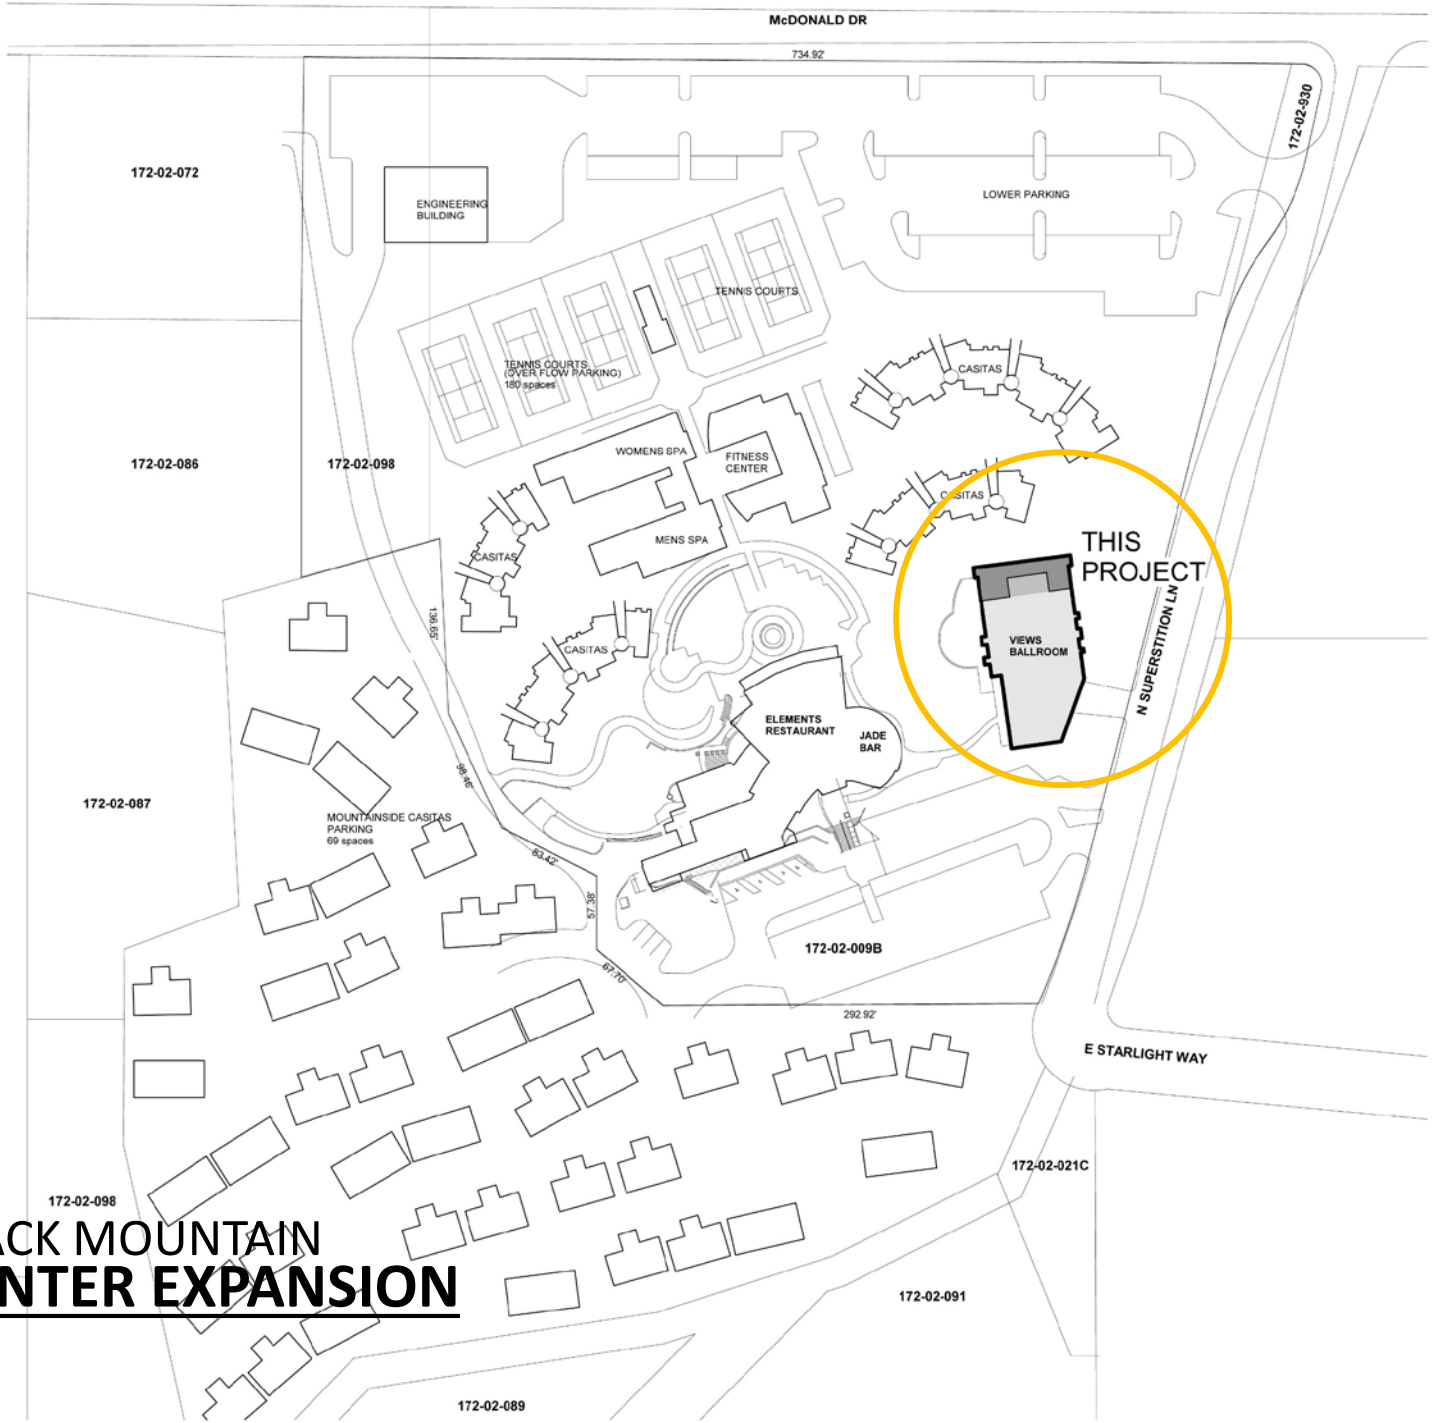 McDONALD DR
734.92'
172-02-930
172-02-072
ENGINEERING
BUILDING
LOWER PARKING
TENNIS COURTS
TENNIS COURTS
(OVER FLOW PARKING)
180 spaces
CASITAS
172-02-086
172-02-098
WOMENS SPA
FITNESS
CENTER
CASITAS
MENS SPA
CASITAS
THIS
PROJECT
136.65'
CASITAS
VIEWS
BALLROOM
N SUPERSTITION LN
ELEMENTS
RESTAURANT
JADE
BAR
98.46'
172-02-087
MOUNTAINSIDE CASITAS
PARKING
69 spaces
83.42'
57.38'
172-02-009B
67.70'
292.92'
E STARLIGHT WAY
172-02-021C
172-02-098
ACK MOUNTAIN
NTER EXPANSION
172-02-091
172-02-089